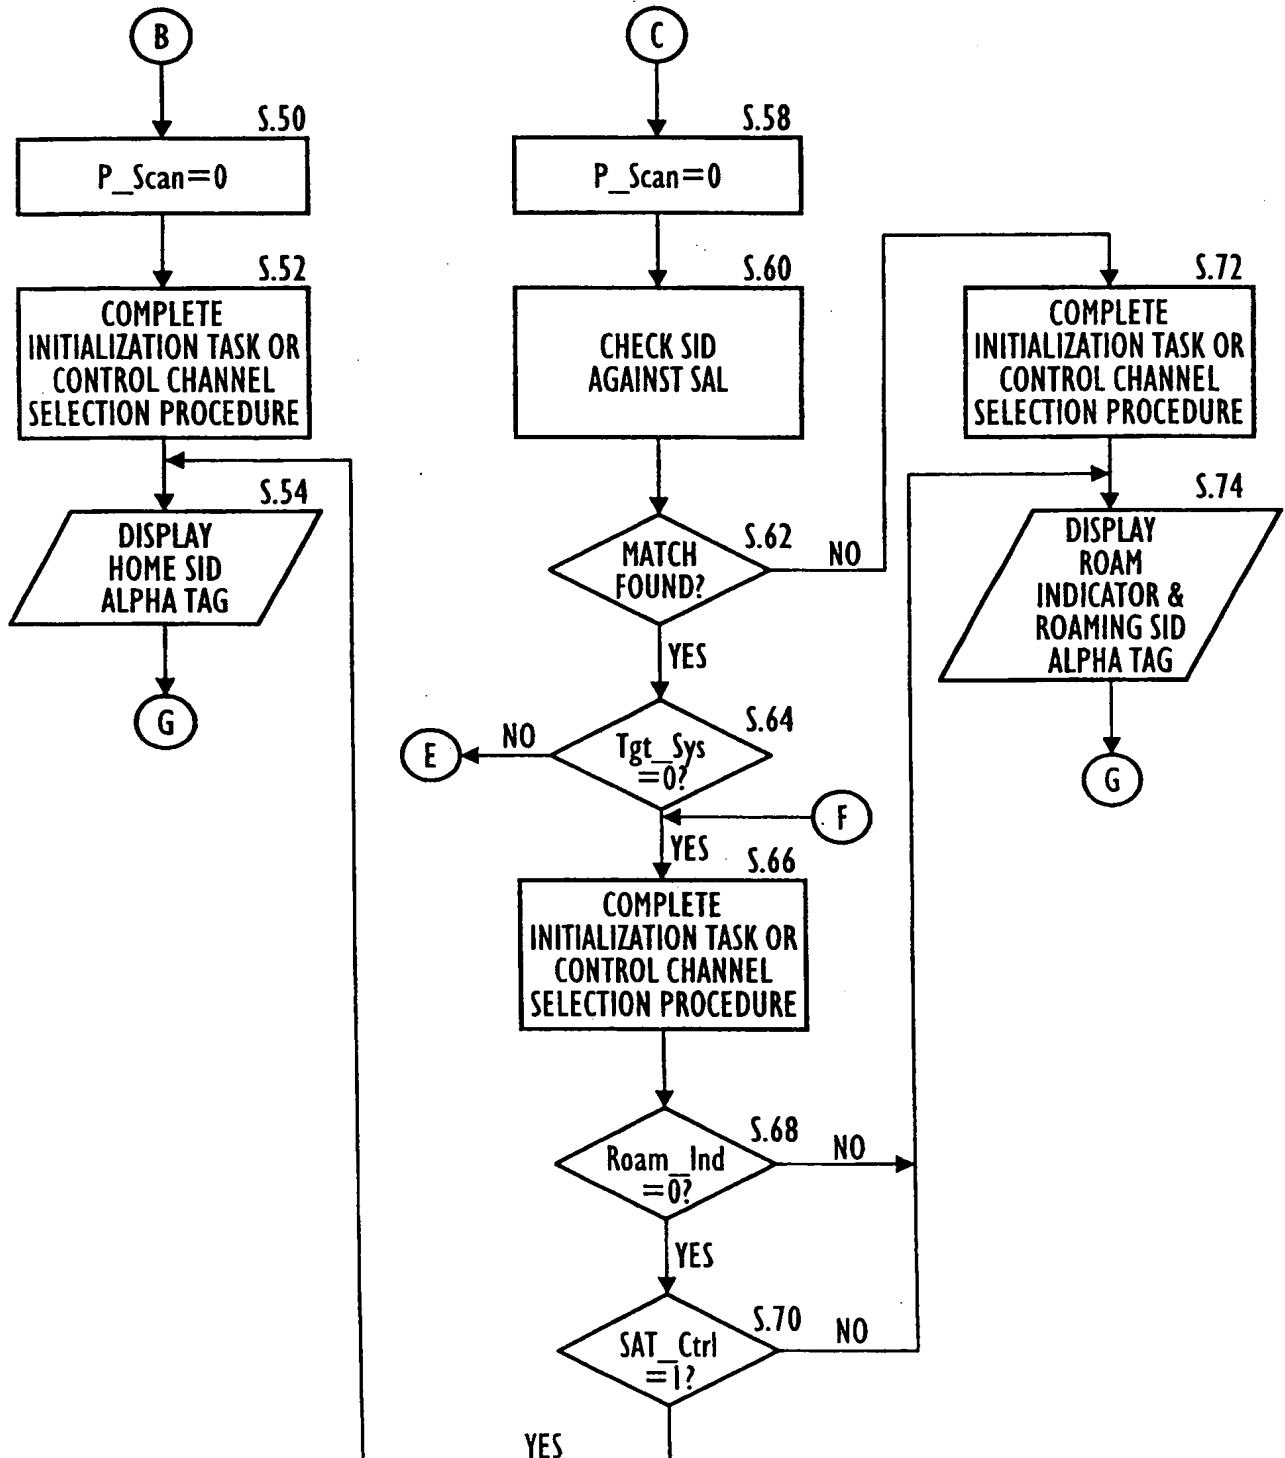 B
S.50
P_Scan=0
S.52
COMPLETE
INITIALIZATION TASK OR
CONTROL CHANNEL
SELECTION PROCEDURE
S.54
DISPLAY
HOME SID
ALPHA TAG
G
C
S.58
P_Scan=0
S.60
CHECK SID
AGAINST SAL
S.62
MATCH
FOUND?
NO
YES
S.64
Tgt_Sys
=0?
NO
E
F
YES
S.66
COMPLETE
INITIALIZATION TASK OR
CONTROL CHANNEL
SELECTION PROCEDURE
S.68
Roam_Ind
=0?
NO
YES
S.70
SAT_Ctrl
=1?
NO
YES
S.72
COMPLETE
INITIALIZATION TASK OR
CONTROL CHANNEL
SELECTION PROCEDURE
S.74
DISPLAY
ROAM
INDICATOR &
ROAMING SID
ALPHA TAG
G